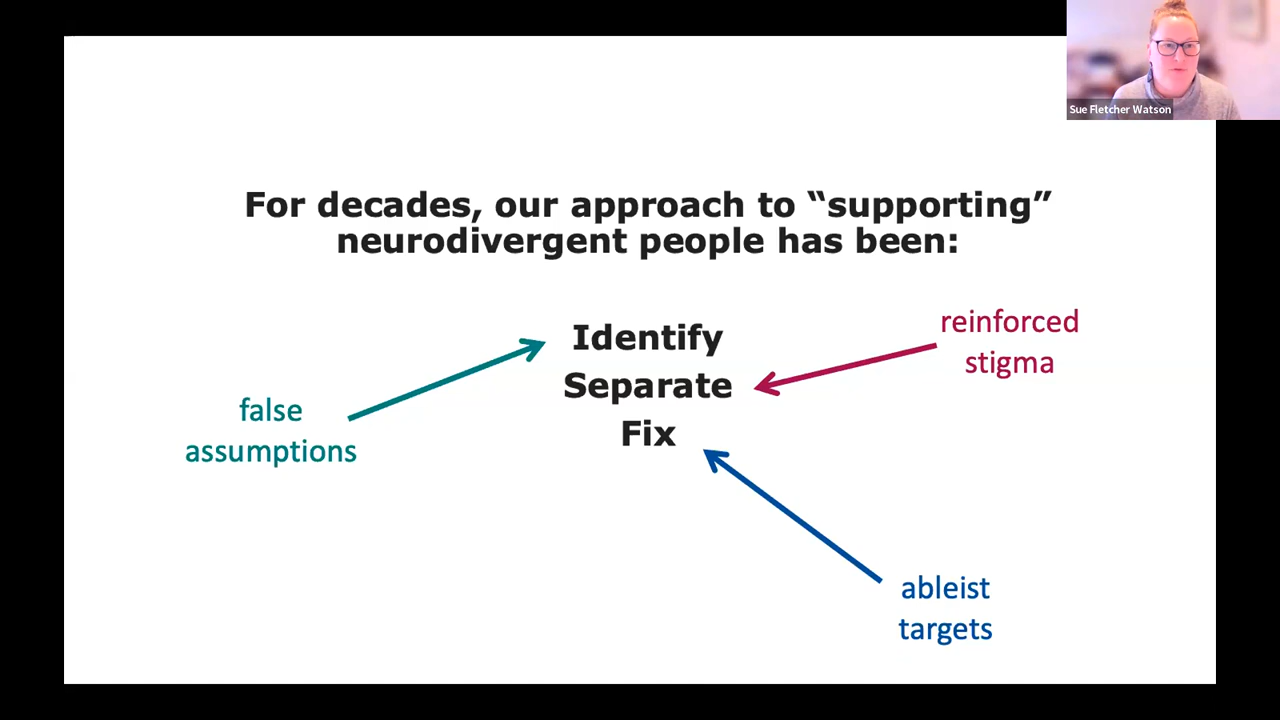 Sue Fletcher Watson
For decades, our approach to “supporting”
neurodivergent people has been:
Identify
Separate
Fix
reinforced
stigma
false
assumptions
ableist
targets